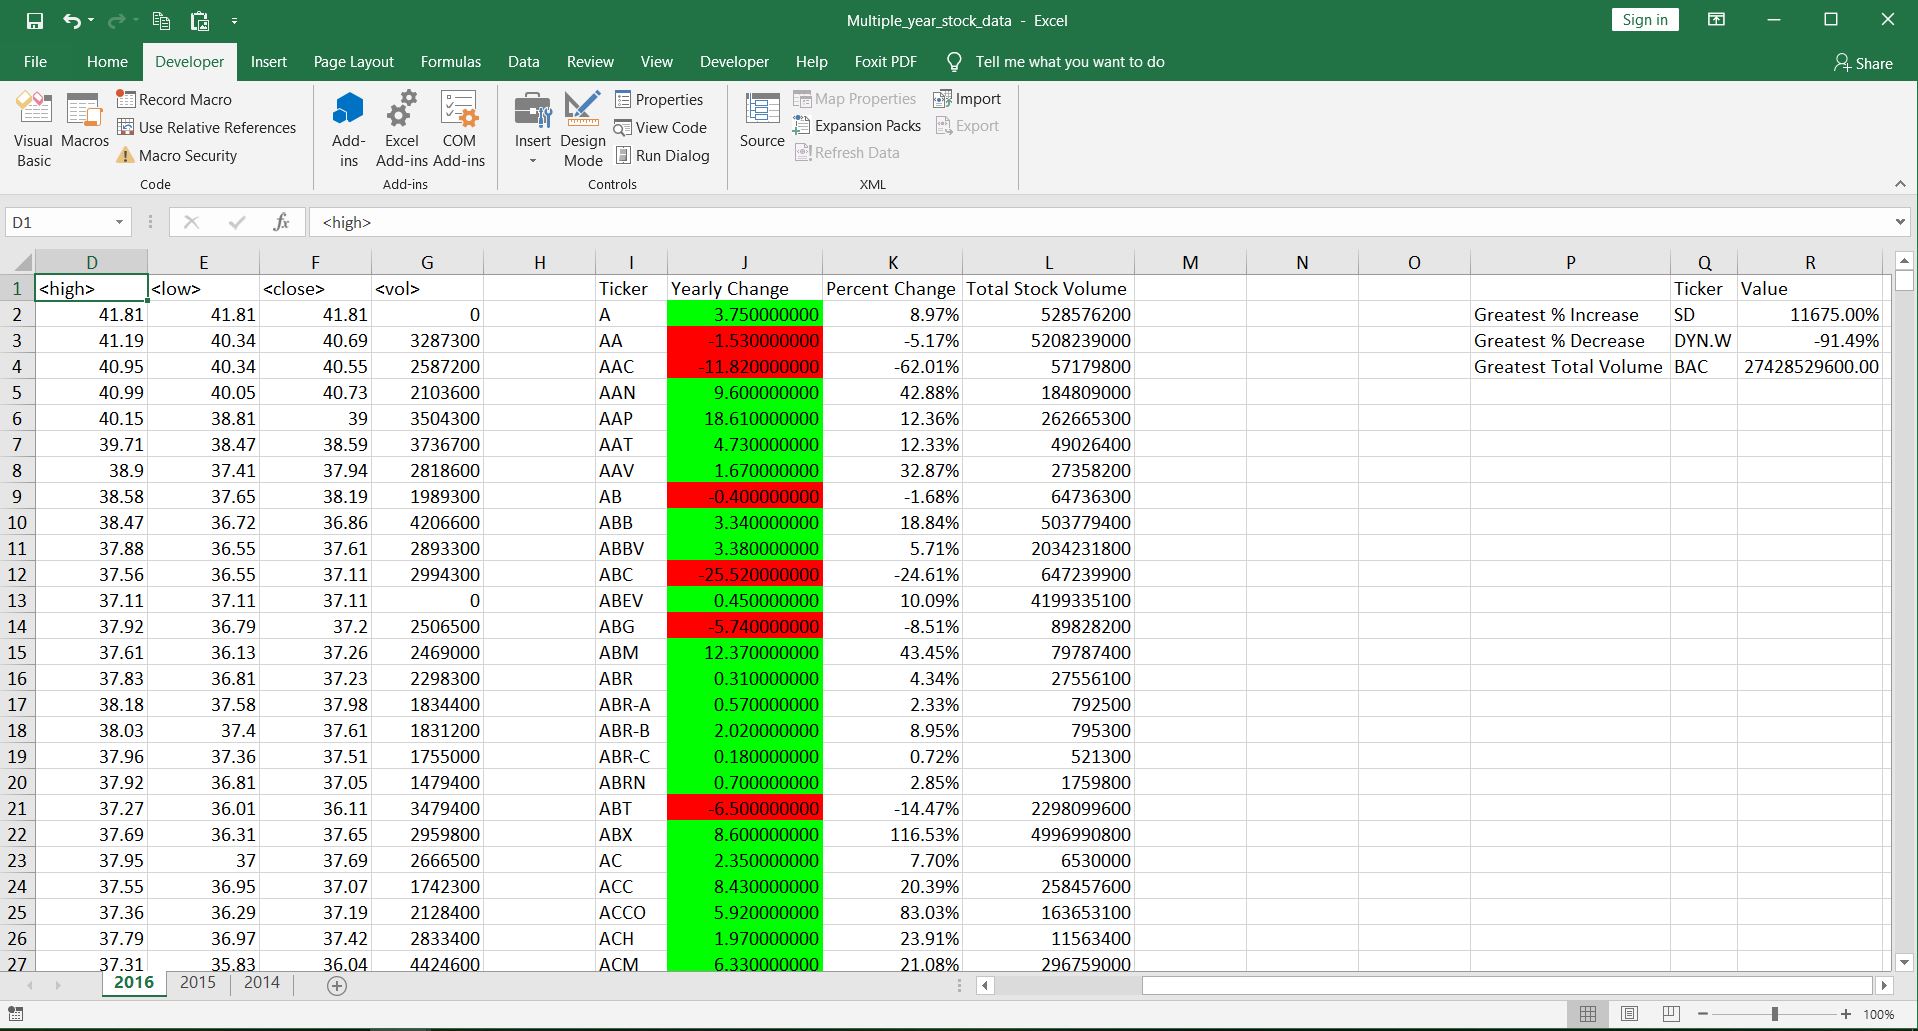 Multiple_year_stock_data - Excel
Sign in
File Home Developer Insert Page Layout Formulas Data Review View Developer Help Foxit PDF Tell me what you want to do Share
Visual Basic
Macros
Record Macro
Use Relative References
Macro Security
Code
Add-ins
Excel Add-ins
COM Add-ins
Add-ins
Insert
Design Mode
Properties
View Code
Run Dialog
Controls
Source
Map Properties
Expansion Packs
Refresh Data
Import
Export
XML
D1 fx <high>
D E F G H I J K L M N O P Q R
1 <high> <low> <close> <vol> Ticker Yearly Change Percent Change Total Stock Volume Ticker Value
2 41.81 41.81 41.81 0 A 3.750000000 8.97% 528576200 Greatest % Increase SD 11675.00%
3 41.19 40.34 40.69 3287300 AA -1.530000000 -5.17% 5208239000 Greatest % Decrease DYN.W -91.49%
4 40.95 40.34 40.55 2587200 AAC -11.820000000 -62.01% 57179800 Greatest Total Volume BAC 27428529600.00
5 40.99 40.05 40.73 2103600 AAN 9.600000000 42.88% 184809000
6 40.15 38.81 39 3504300 AAP 18.610000000 12.36% 262665300
7 39.71 38.47 38.59 3736700 AAT 4.730000000 12.33% 49026400
8 38.9 37.41 37.94 2818600 AAV 1.670000000 32.87% 27358200
9 38.58 37.65 38.19 1989300 AB -0.400000000 -1.68% 64736300
10 38.47 36.72 36.86 4206600 ABB 3.340000000 18.84% 503779400
11 37.88 36.55 37.61 2893300 ABBV 3.380000000 5.71% 2034231800
12 37.56 36.55 37.11 2994300 ABC -25.520000000 -24.61% 647239900
13 37.11 37.11 37.11 0 ABEV 0.450000000 10.09% 4199335100
14 37.92 36.79 37.2 2506500 ABG -5.740000000 -8.51% 89828200
15 37.61 36.13 37.26 2469000 ABM 12.370000000 43.45% 79787400
16 37.83 36.81 37.23 2298300 ABR 0.310000000 4.34% 27556100
17 38.18 37.58 37.98 1834400 ABR-A 0.570000000 2.33% 792500
18 38.03 37.4 37.61 1831200 ABR-B 2.020000000 8.95% 795300
19 37.96 37.36 37.51 1755000 ABR-C 0.180000000 0.72% 521300
20 37.92 36.81 37.05 1479400 ABRN 0.700000000 2.85% 1759800
21 37.27 36.01 36.11 3479400 ABT -6.500000000 -14.47% 2298099600
22 37.69 36.31 37.65 2959800 ABX 8.600000000 116.53% 4996990800
23 37.95 37 37.69 2666500 AC 2.350000000 7.70% 6530000
24 37.55 36.95 37.07 1742300 ACC 8.430000000 20.39% 258457600
25 37.36 36.29 37.19 2128400 ACCO 5.920000000 83.03% 163653100
26 37.79 36.97 37.42 2833400 ACH 1.970000000 23.91% 11563400
27 37.31 35.83 36.04 4424600 ACM 6.330000000 21.08% 296759000
2016 2015 2014
100%